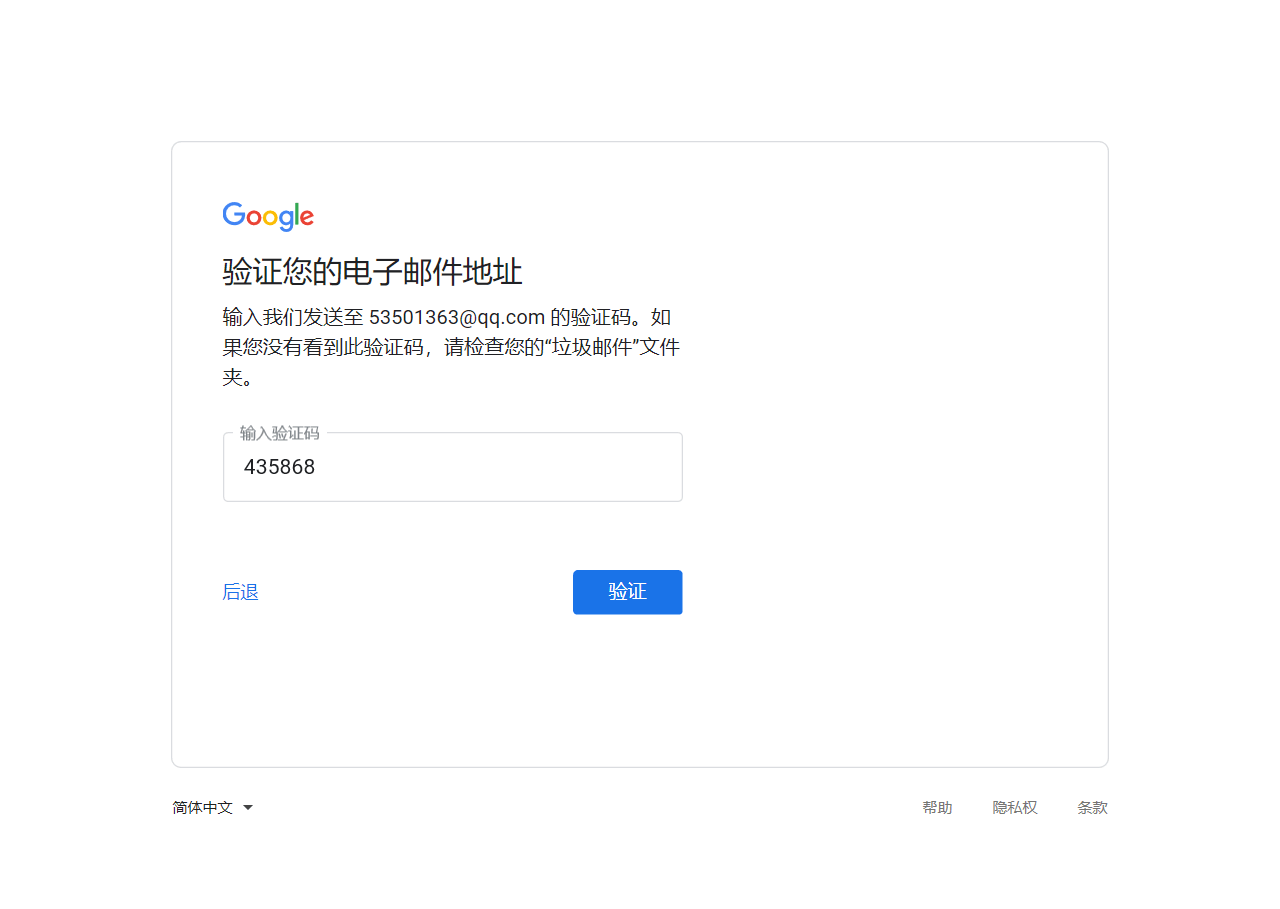 Google
验证您的电子邮件地址
输入我们发送至 53501363@qq.com 的验证码。如
果您没有看到此验证码，请检查您的“垃圾邮件”文件
夹。
输入验证码
435868
后退
验证
简体中文
帮助
隐私权
条款